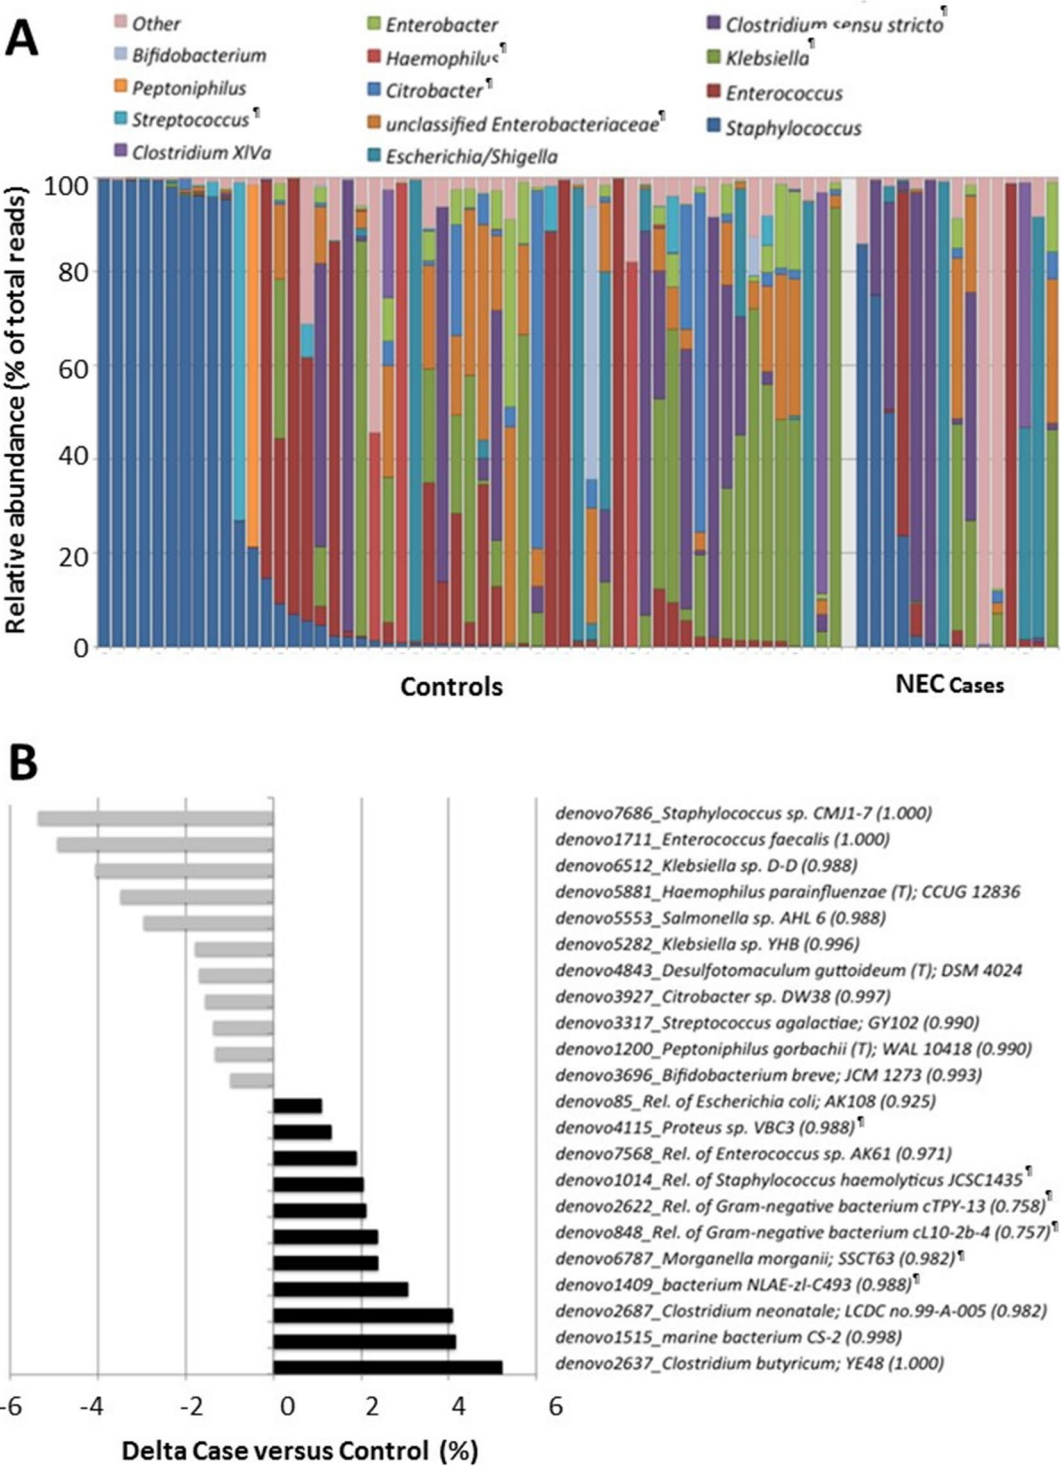 A
Other
Bifidobacterium
Peptoniphilus
Streptococcus ¶
Clostridium XlVa
Enterobacter
Haemophilus ¶
Citrobacter ¶
unclassified Enterobacteriaceae ¶
Escherichia/Shigella
Clostridium sensu stricto ¶
Klebsiella ¶
Enterococcus
Staphylococcus
Relative abundance (% of total reads)
100
80
60
40
20
0
Controls
NEC Cases
B
denovo7686_Staphylococcus sp. CMJ1-7 (1.000)
denovo1711_Enterococcus faecalis (1.000)
denovo6512_Klebsiella sp. D-D (0.988)
denovo5881_Haemophilus parainfluenzae (T); CCUG 12836
denovo5553_Salmonella sp. AHL 6 (0.988)
denovo5282_Klebsiella sp. YHB (0.996)
denovo4843_Desulfotomaculum guttoideum (T); DSM 4024
denovo3927_Citrobacter sp. DW38 (0.997)
denovo3317_Streptococcus agalactiae; GY102 (0.990)
denovo1200_Peptoniphilus gorbachii (T); WAL 10418 (0.990)
denovo3696_Bifidobacterium breve; JCM 1273 (0.993)
denovo85_Rel. of Escherichia coli; AK108 (0.925)
denovo4115_Proteus sp. VBC3 (0.988) ¶
denovo7568_Rel. of Enterococcus sp. AK61 (0.971)
denovo1014_Rel. of Staphylococcus haemolyticus JCSC1435 ¶
denovo2622_Rel. of Gram-negative bacterium cTPY-13 (0.758) ¶
denovo848_Rel. of Gram-negative bacterium cL10-2b-4 (0.757) ¶
denovo6787_Morganella morganii; SSCT63 (0.982) ¶
denovo1409_bacterium NLAE-zl-C493 (0.988) ¶
denovo2687_Clostridium neonatale; LCDC no.99-A-005 (0.982)
denovo1515_marine bacterium CS-2 (0.998)
denovo2637_Clostridium butyricum; YE48 (1.000)
-6 -4 -2 0 2 4 6
Delta Case versus Control (%)